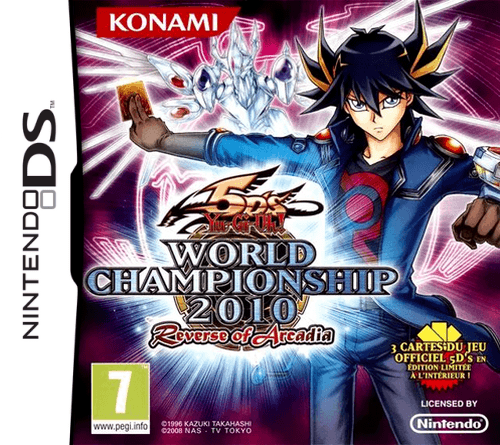 KONAMI
NINTENDO DS
TM
5D's
Yu-Gi-Oh!
WORLD
CHAMPIONSHIP
2010
Reverse of Arcadia
3 CARTES DU JEU
OFFICIEL 5D's EN
ÉDITION LIMITÉE
À L'INTÉRIEUR !
7
www.pegi.info
©1996 KAZUKI TAKAHASHI
©2008 NAS · TV TOKYO
LICENSED BY
Nintendo